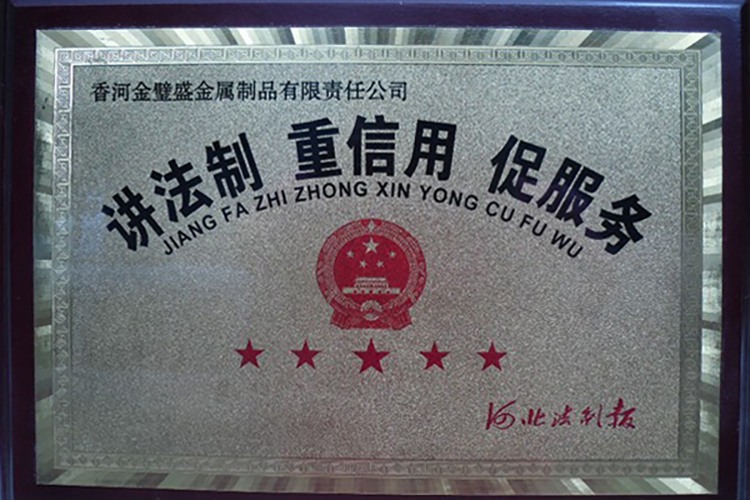 香河金璧盛金属制品有限责任公司
讲法制 重信用 促服务
JIANG FA ZHI ZHONG XIN YONG CU FU WU
河北法制报